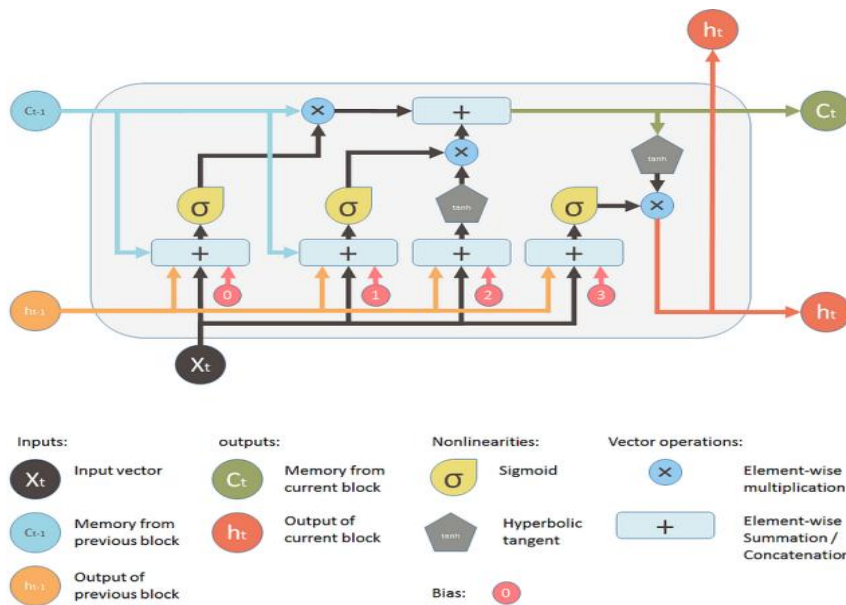 ht
Ct-1
×
+
Ct
tanh
×
σ
σ
tanh
σ
×
+
+
+
+
ht-1
0
1
2
3
ht
Xt
Inputs:
outputs:
Nonlinearities:
Vector operations:
Xt
Input vector
Ct
Memory from
current block
σ
Sigmoid
×
Element-wise
multiplication
Ct-1
Memory from
previous block
ht
Output of
current block
tanh
Hyperbolic
tangent
+
Element-wise
Summation /
Concatenation
ht-1
Output of
previous block
Bias:
0